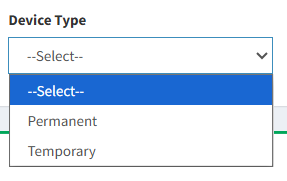 Device Type
--Select--
--Select--
Permanent
Temporary